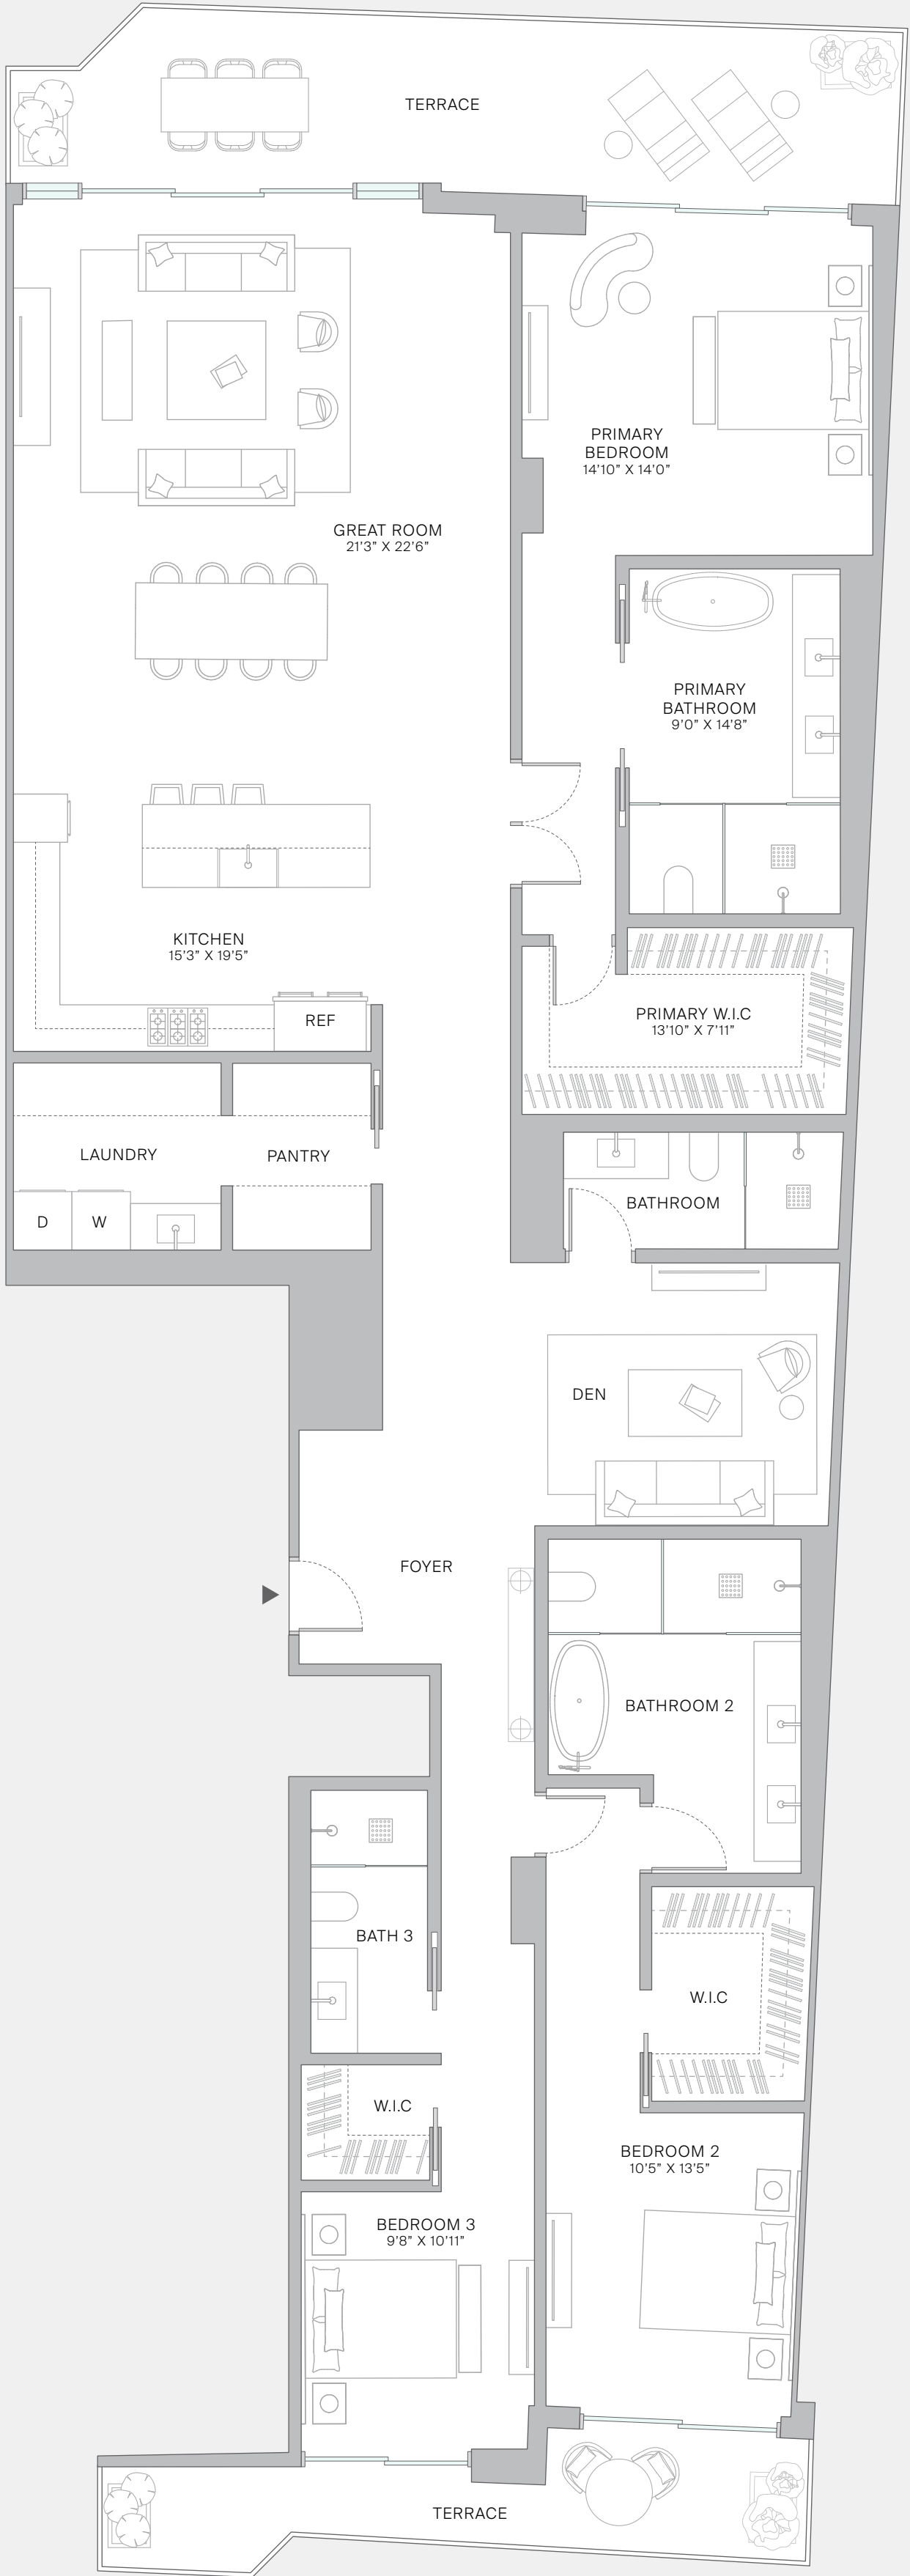 TERRACE
GREAT ROOM
21'3" X 22'6"
PRIMARY
BEDROOM
14'10" X 14'0"
PRIMARY
BATHROOM
9'0" X 14'8"
KITCHEN
15'3" X 19'5"
REF
PRIMARY W.I.C
13'10" X 7'11"
LAUNDRY
PANTRY
D
W
BATHROOM
DEN
FOYER
BATHROOM 2
BATH 3
W.I.C
W.I.C
BEDROOM 2
10'5" X 13'5"
BEDROOM 3
9'8" X 10'11"
TERRACE